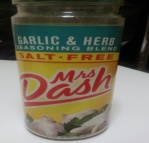 GARLIC & HERB
SEASONING BLEND
SALT-FREE
Mrs
Dash